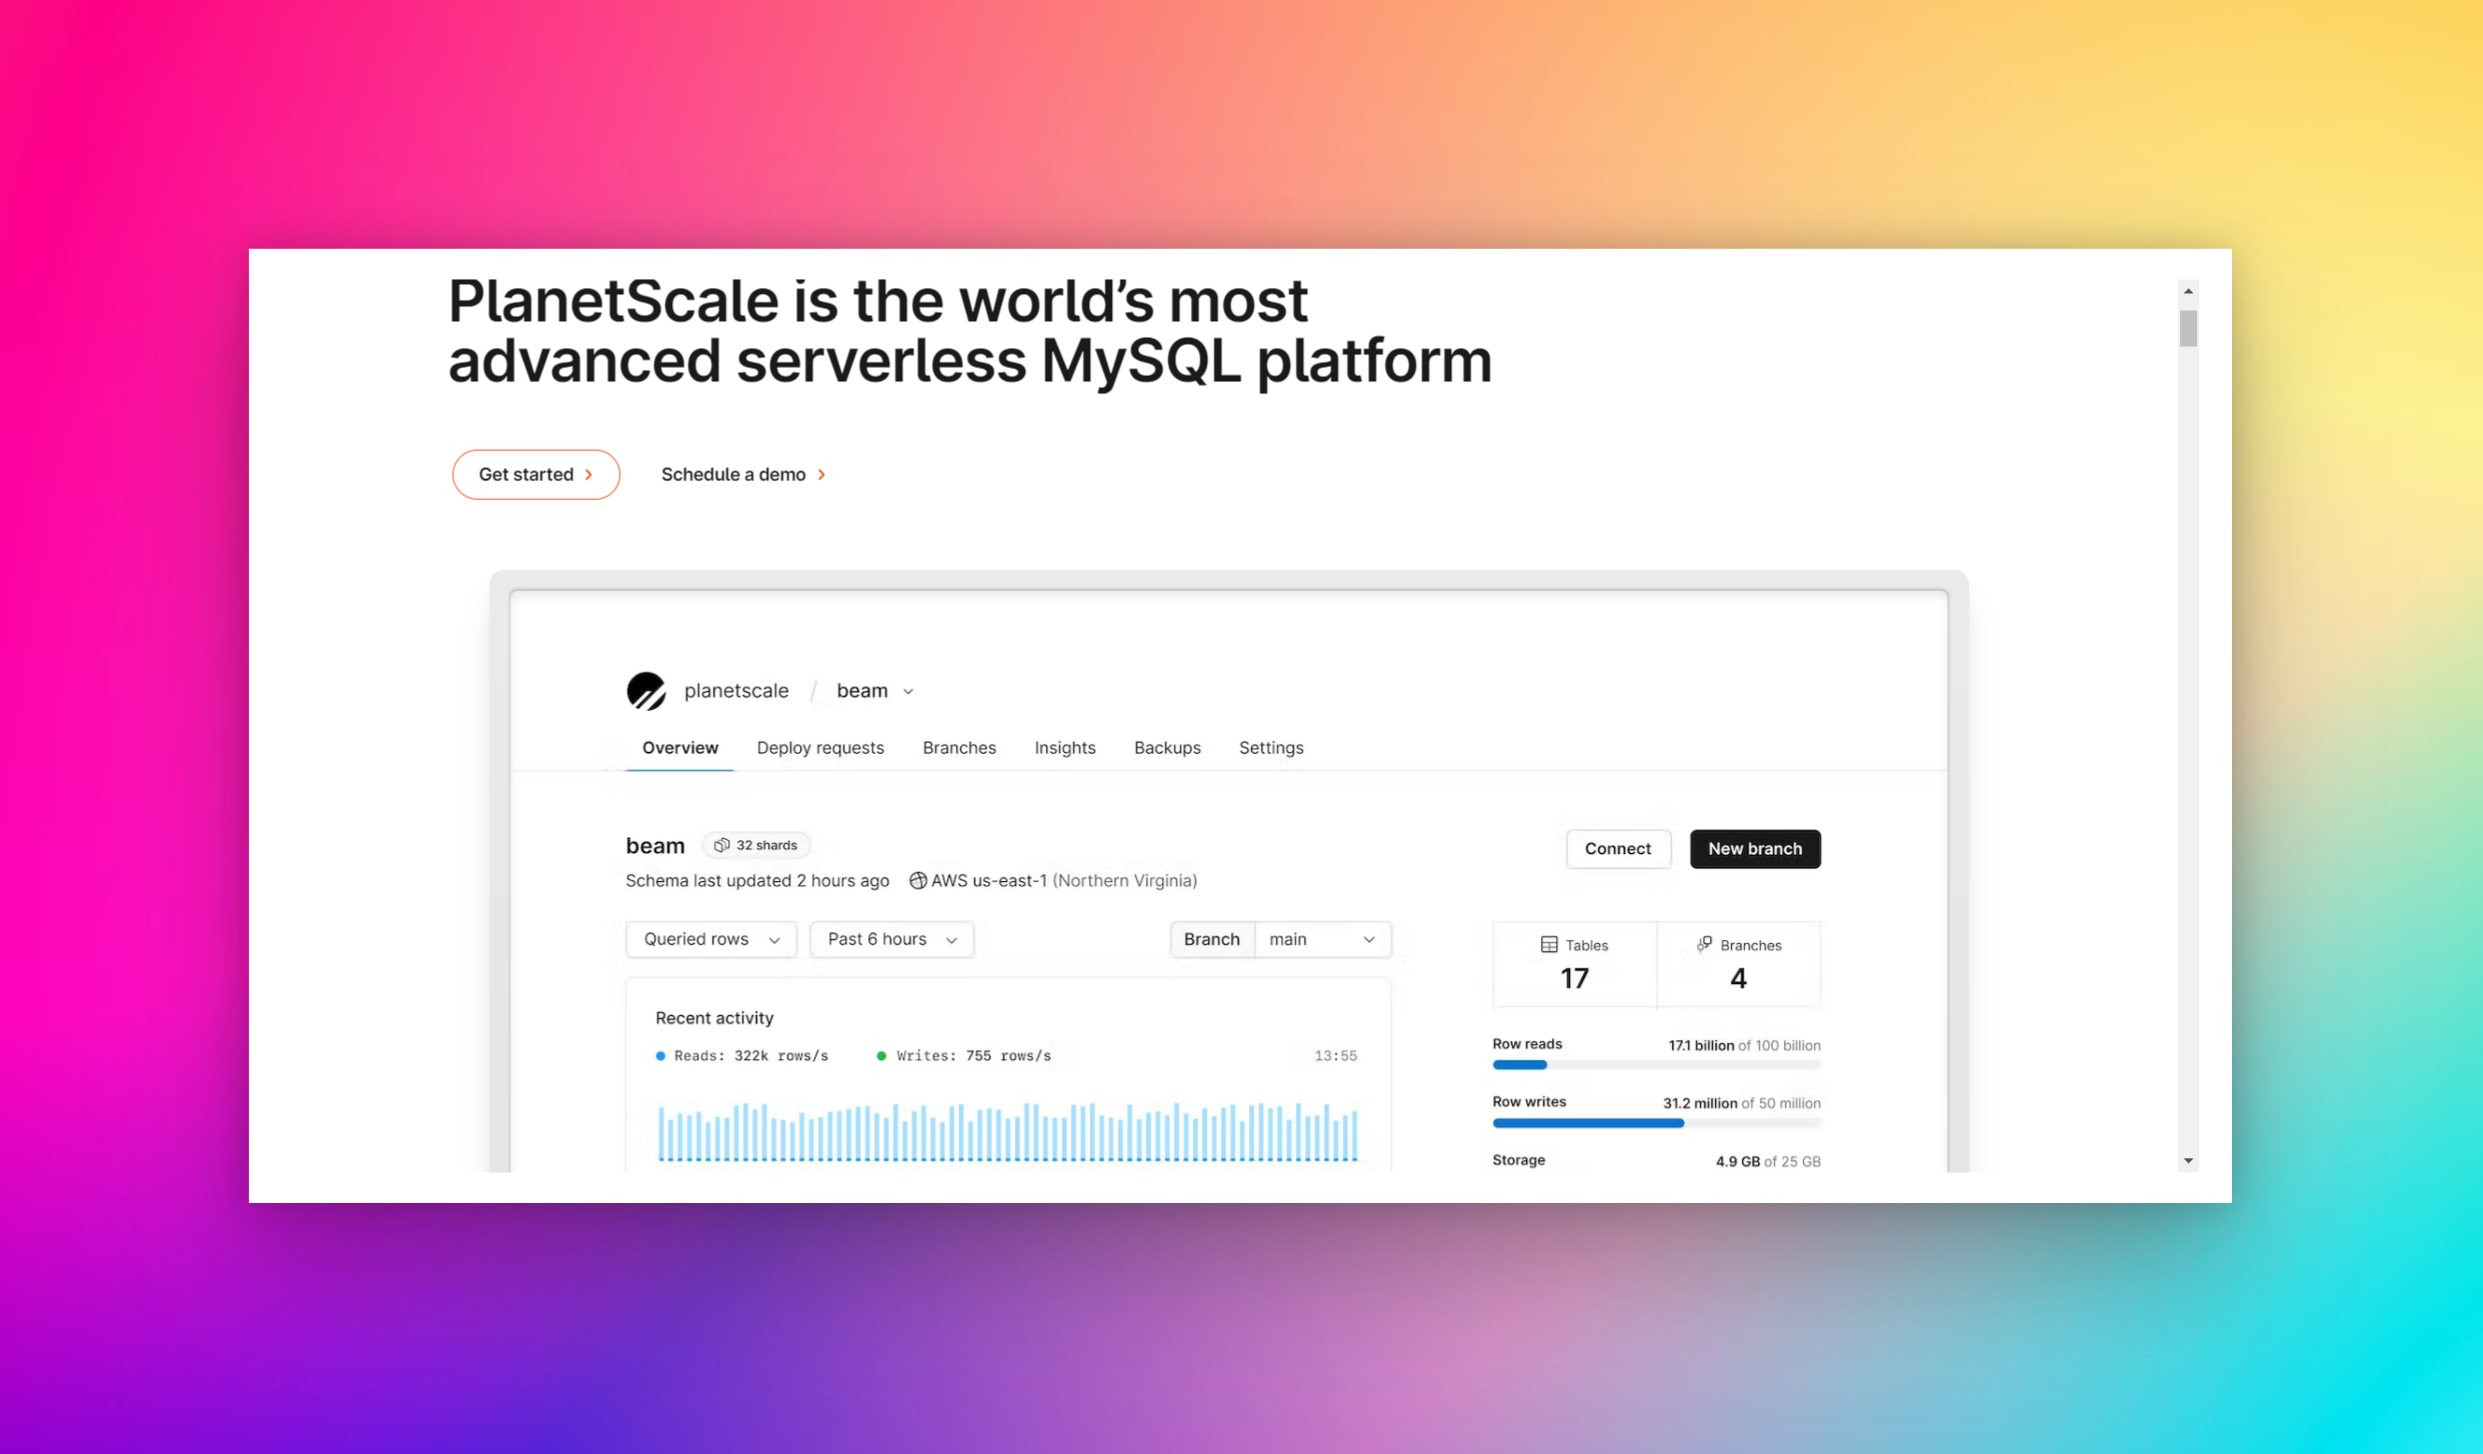 PlanetScale is the world’s most
advanced serverless MySQL platform
Get started
Schedule a demo
planetscale / beam
Overview Deploy requests Branches Insights Backups Settings
beam 32 shards
Connect New branch
Schema last updated 2 hours ago AWS us-east-1 (Northern Virginia)
Queried rows Past 6 hours Branch main
Tables Branches
17 4
Recent activity
Reads: 322k rows/s Writes: 755 rows/s 13:55
Row reads 17.1 billion of 100 billion
Row writes 31.2 million of 50 million
Storage 4.9 GB of 25 GB